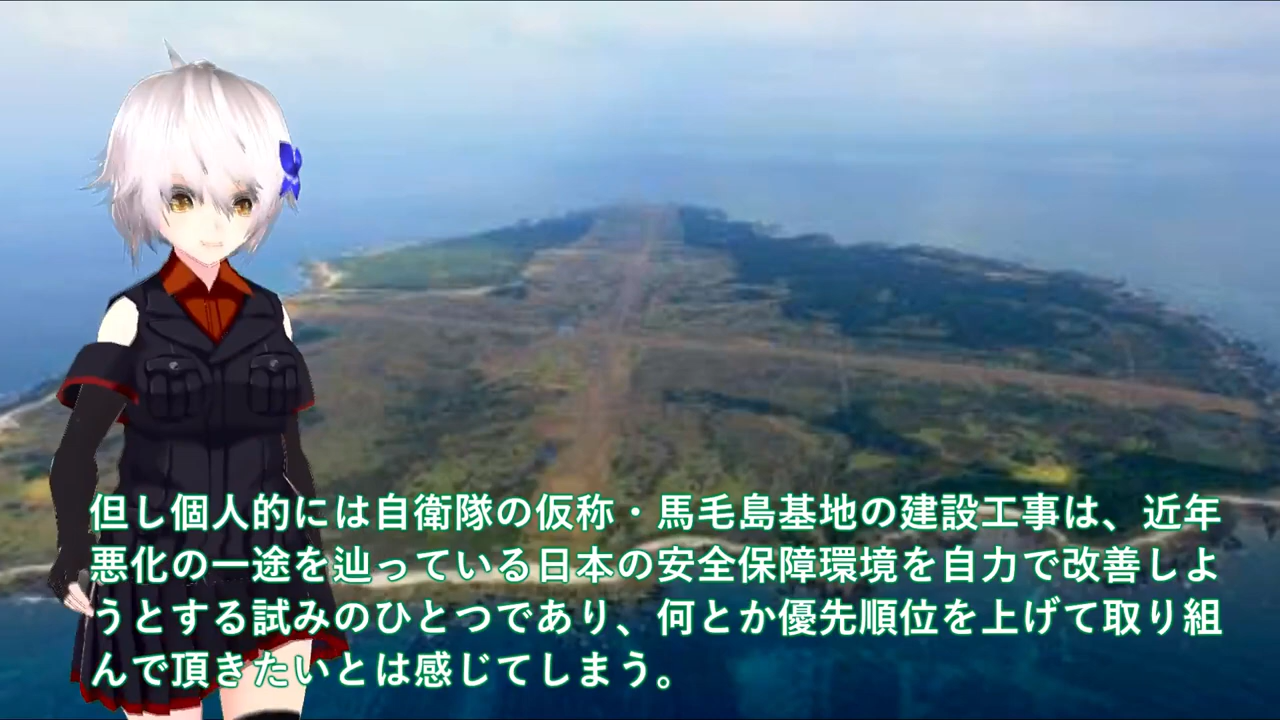 但し個人的には自衛隊の仮称・馬毛島基地の建設工事は、近年
悪化の一途を辿っている日本の安全保障環境を自力で改善しよ
うとする試みのひとつであり、何とか優先順位を上げて取り組
んで頂きたいとは感じてしまう。